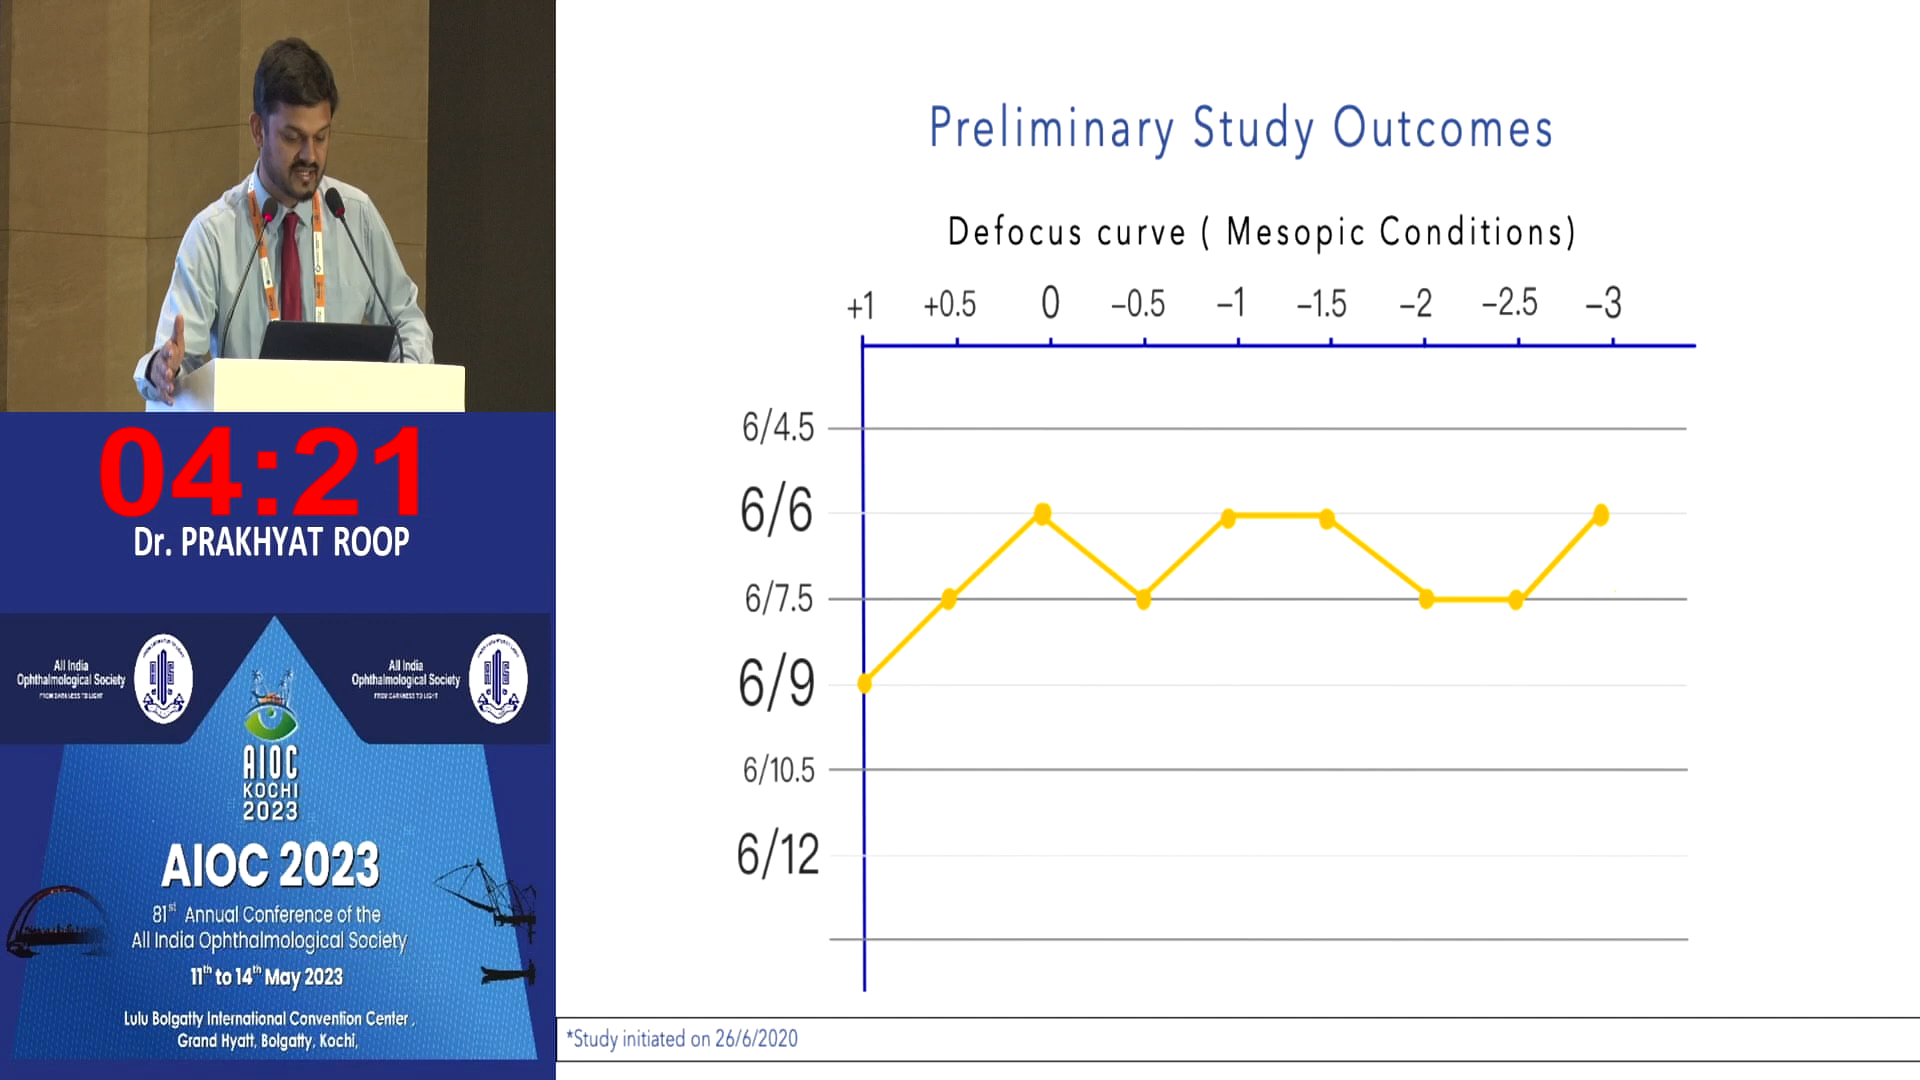 Preliminary Study Outcomes
Defocus curve ( Mesopic Conditions)
+1 +0.5 0 −0.5 −1 −1.5 −2 −2.5 −3
6/4.5
6/6
6/7.5
6/9
6/10.5
6/12
*Study initiated on 26/6/2020
04:21
Dr. PRAKHYAT ROOP
All India
Ophthalmological Society
FROM DARKNESS TO LIGHT
All India
Ophthalmological Society
FROM DARKNESS TO LIGHT
AIOC
KOCHI
2023
AIOC 2023
81st Annual Conference of the
All India Ophthalmological Society
11th to 14th May 2023
Lulu Bolgatty International Convention Center ,
Grand Hyatt, Bolgatty, Kochi,